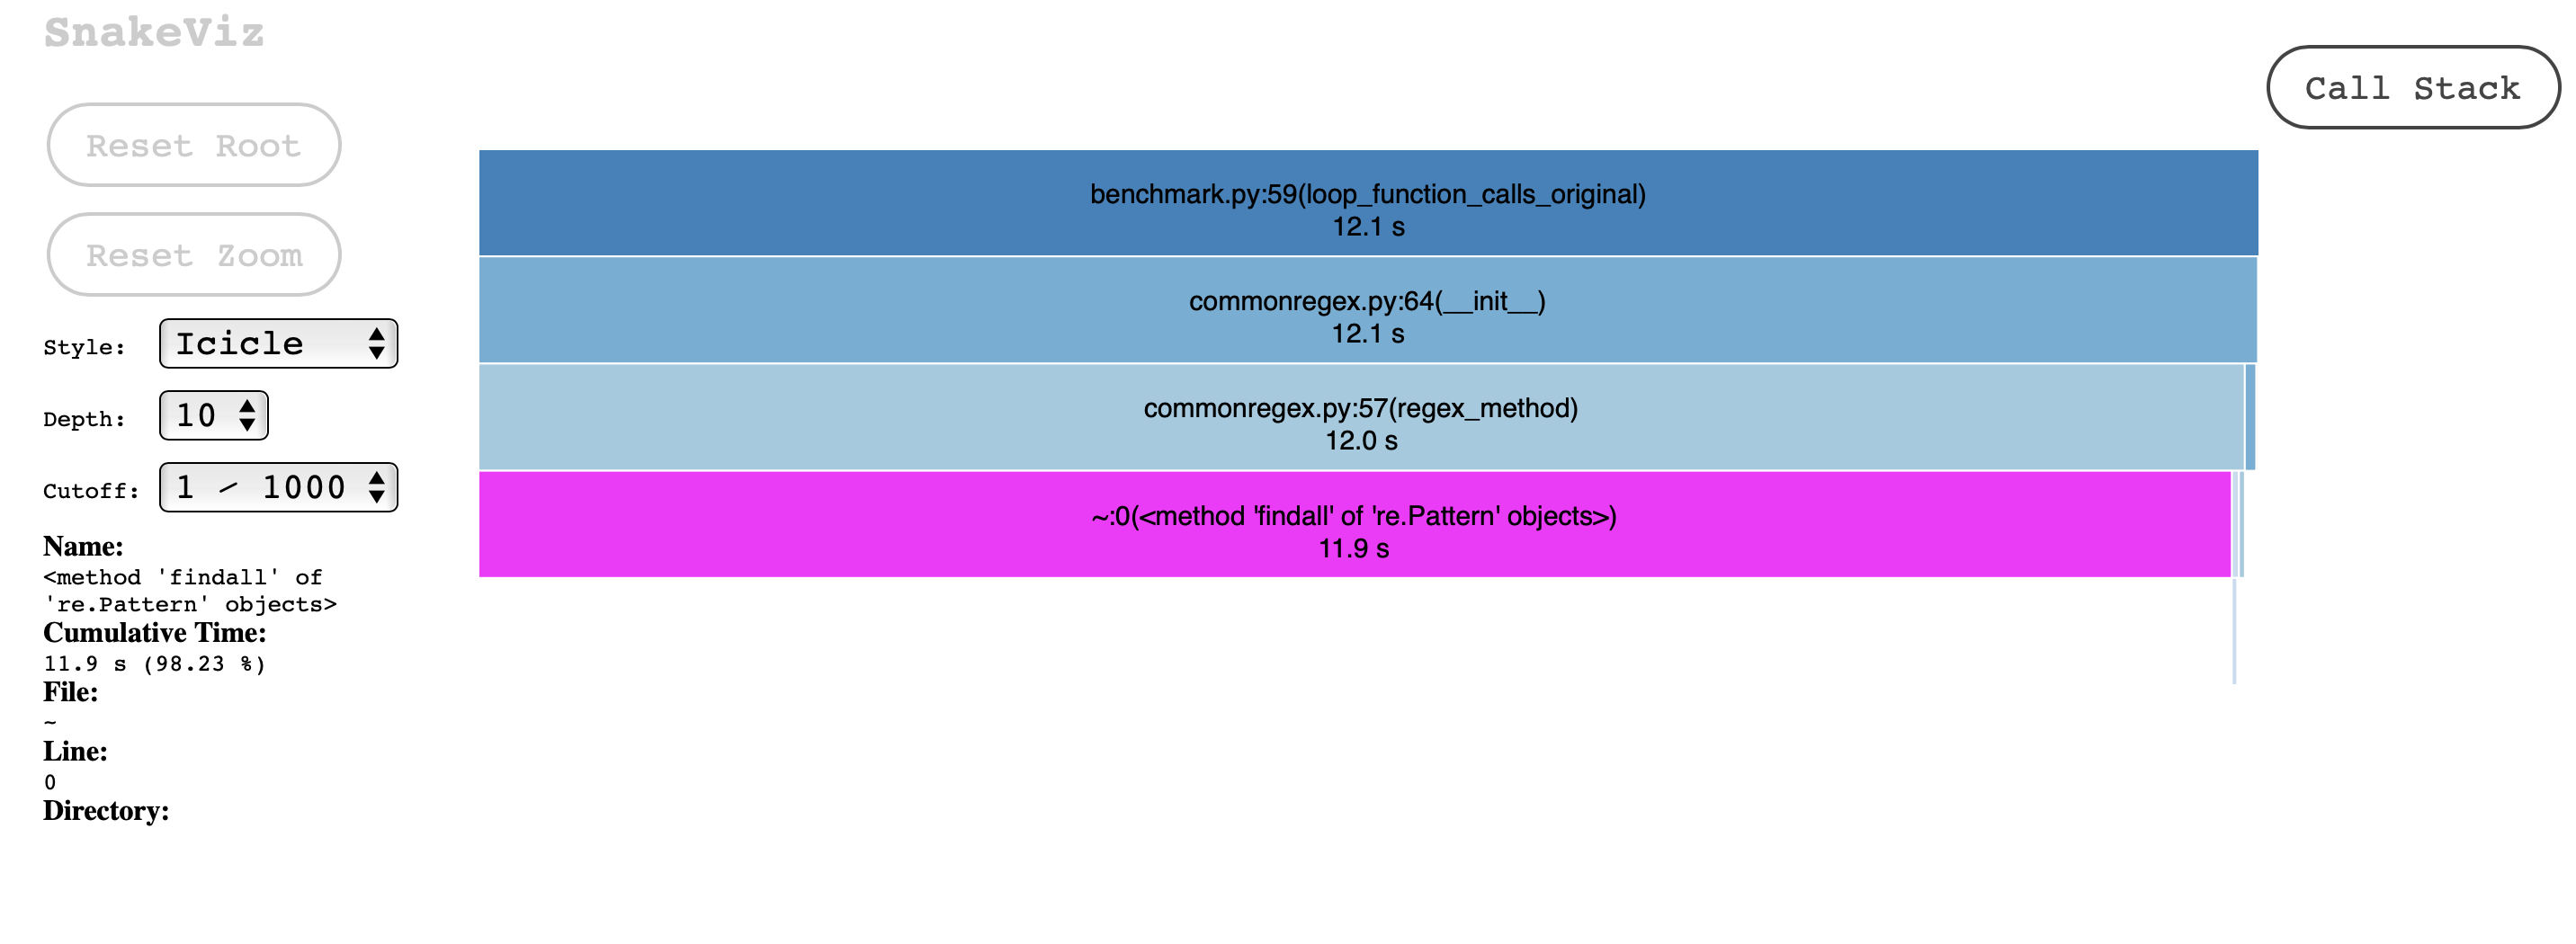 SnakeViz
Call Stack
Reset Root
Reset Zoom
Style: Icicle
Depth: 10
Cutoff: 1 / 1000
Name:
<method 'findall' of
're.Pattern' objects>
Cumulative Time:
11.9 s (98.23 %)
File:
~
Line:
0
Directory:
benchmark.py:59(loop_function_calls_original)
12.1 s
commonregex.py:64(__init__)
12.1 s
commonregex.py:57(regex_method)
12.0 s
~:0(<method 'findall' of 're.Pattern' objects>)
11.9 s